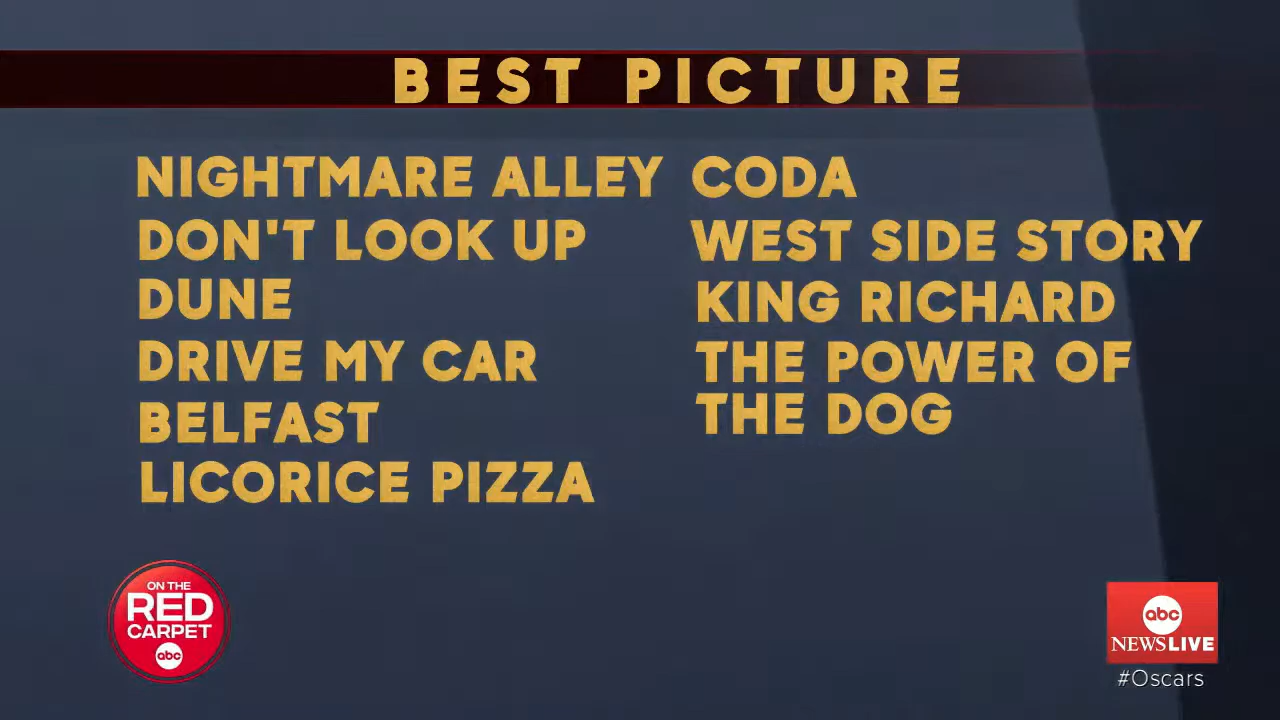 BEST PICTURE
NIGHTMARE ALLEY
DON'T LOOK UP
DUNE
DRIVE MY CAR
BELFAST
LICORICE PIZZA
CODA
WEST SIDE STORY
KING RICHARD
THE POWER OF
THE DOG
ON THE
RED
CARPET
abc
abc
NEWSLIVE
#Oscars